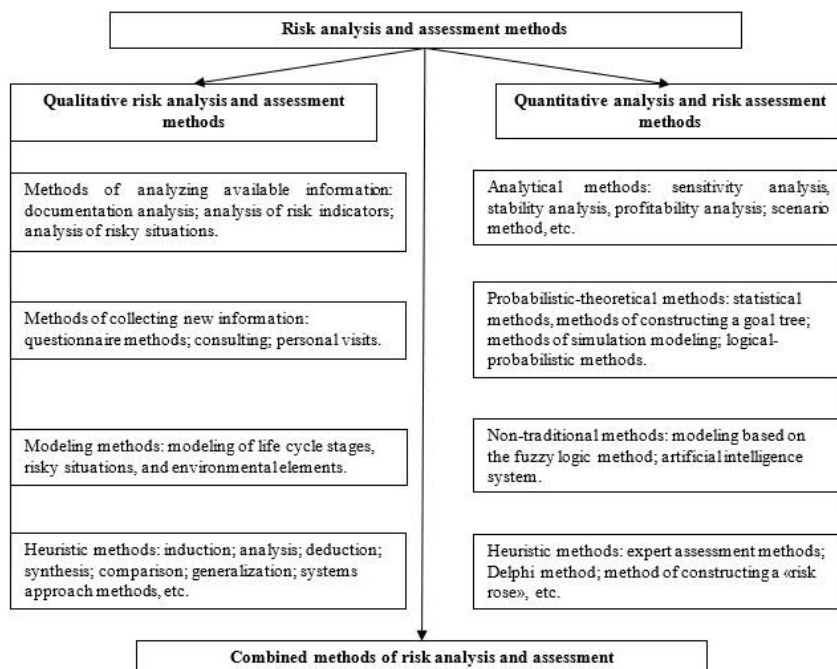 Risk analysis and assessment methods
Qualitative risk analysis and assessment
methods
Methods of analyzing available information:
documentation analysis; analysis of risk indicators;
analysis of risky situations.
Methods of collecting new information:
questionnaire methods; consulting; personal visits.
Modeling methods: modeling of life cycle stages,
risky situations, and environmental elements.
Heuristic methods: induction; analysis; deduction;
synthesis; comparison; generalization; systems
approach methods, etc.
Quantitative analysis and risk assessment
methods
Analytical methods: sensitivity analysis,
stability analysis, profitability analysis; scenario
method, etc.
Probabilistic-theoretical methods: statistical
methods, methods of constructing a goal tree;
methods of simulation modeling; logical-
probabilistic methods.
Non-traditional methods: modeling based on
the fuzzy logic method; artificial intelligence
system.
Heuristic methods: expert assessment methods;
Delphi method; method of constructing a «risk
rose», etc.
Combined methods of risk analysis and assessment